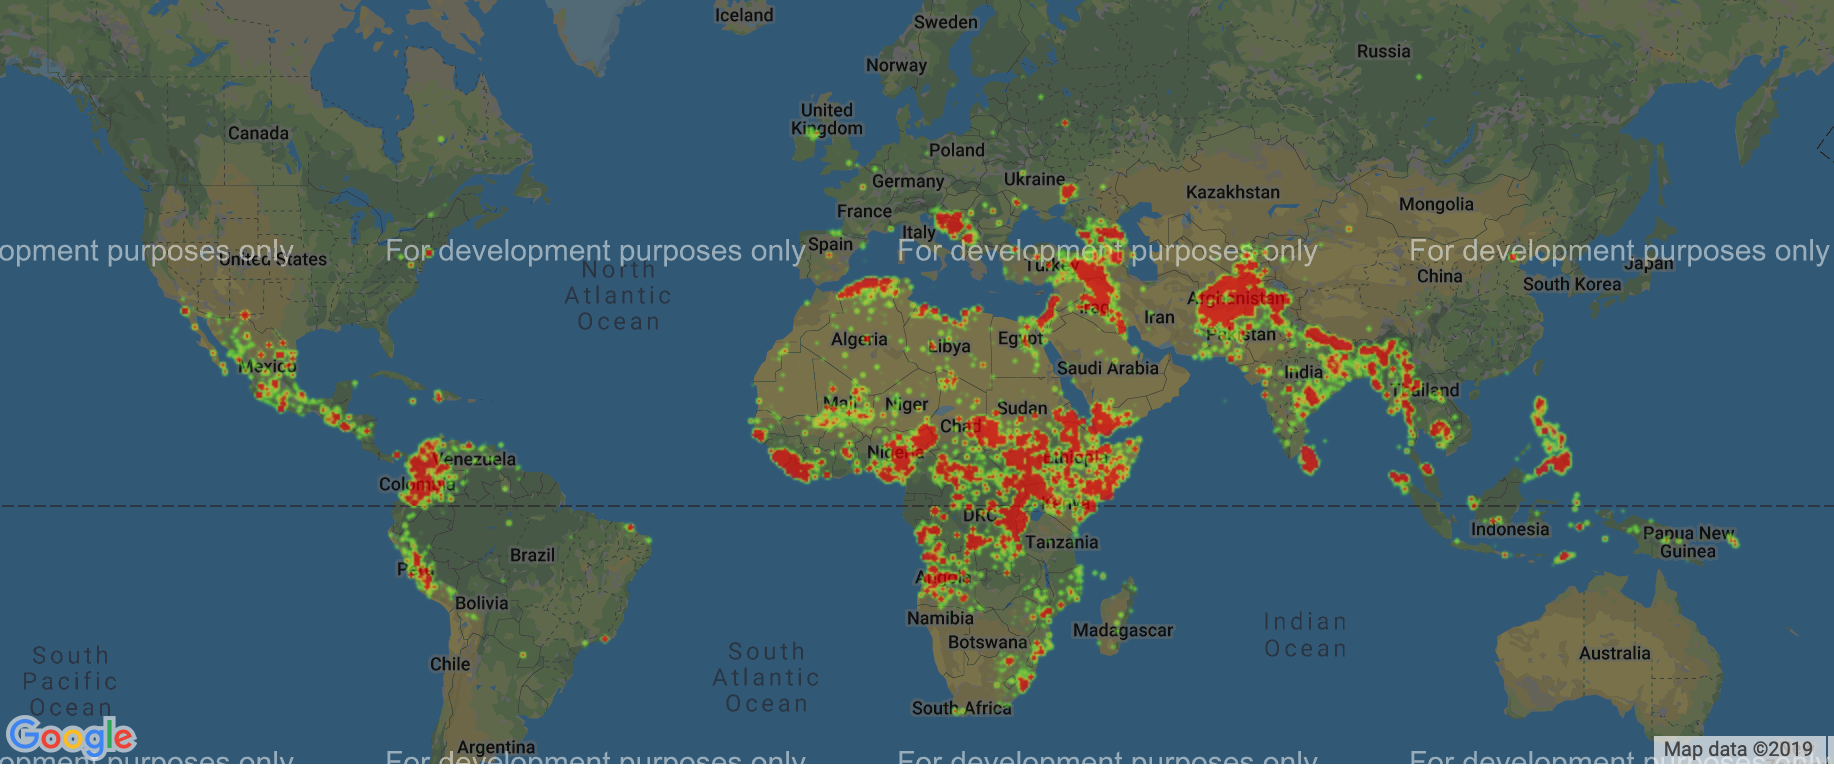 Iceland
Sweden
Russia
Norway
United
Kingdom
Canada
Poland
Germany
Ukraine
Kazakhstan
Mongolia
France
Italy
Spain
opment purposes only
For development purposes only
For development purposes only
For development purposes only
United States
Turkey
Japan
China
South Korea
North
Atlantic
Ocean
Afghanistan
Iraq
Iran
Pakistan
Algeria
Libya
Egypt
Saudi Arabia
Mexico
India
Thailand
Mali
Niger
Sudan
Chad
Nigeria
Ethiopia
Venezuela
Colombia
Kenya
DRC
Indonesia
Papua New
Guinea
Tanzania
Brazil
Peru
Angola
Bolivia
Namibia
Botswana
Madagascar
Indian
Ocean
Australia
South
Pacific
Ocean
Chile
South
Atlantic
Ocean
South Africa
Google
Argentina
Map data ©2019
opment purposes only
For development purposes only
For development purposes only
For development purposes only